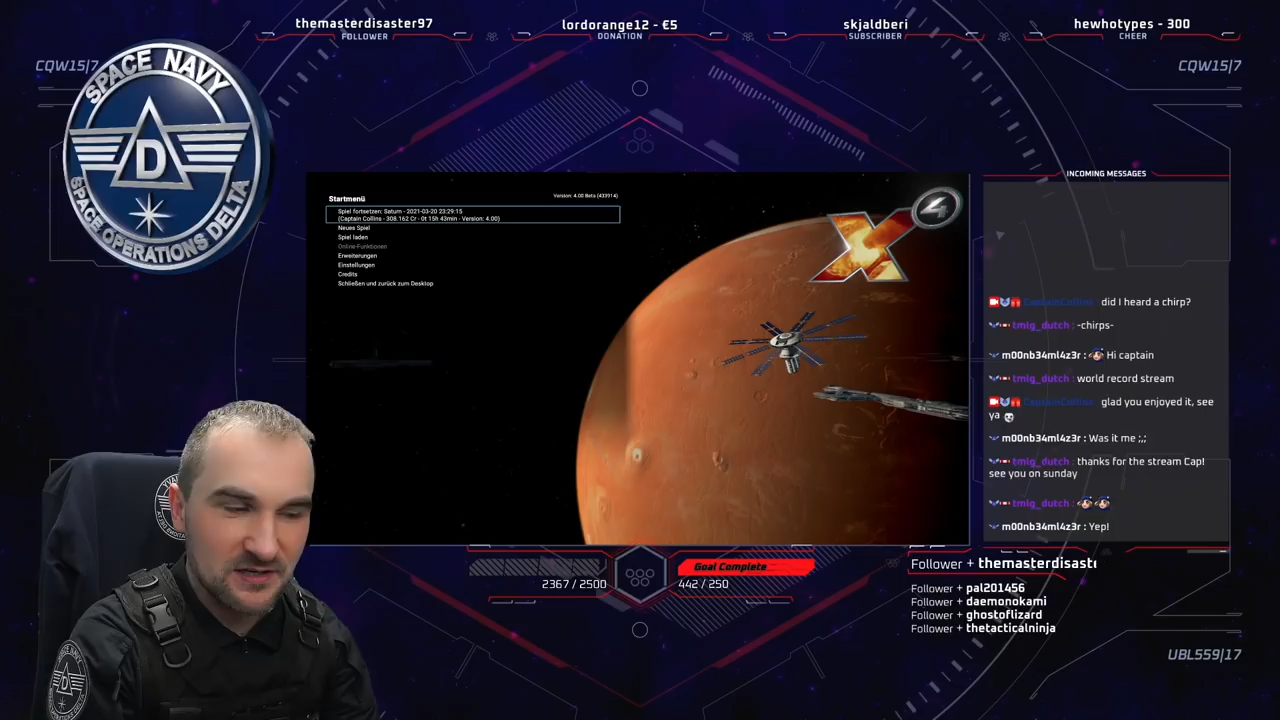 themasterdisaster97
FOLLOWER
lordorange12 - €5
DONATION
skjaldberi
SUBSCRIBER
hewhotypes - 300
CHEER
CQW15|7
CQW15|7
SPACE NAVY
D
SPACE OPERATIONS DELTA
Startmenü
Version: 4.00 Beta (433914)
Spiel fortsetzen: Saturn - 2021-03-20 23:29:15
(Captain Collins - 308.162 Cr - 0t 15h 43min - Version: 4.00)
Neues Spiel
Spiel laden
Online-Funktionen
Erweiterungen
Einstellungen
Credits
Schließen und zurück zum Desktop
X 4
INCOMING MESSAGES
CaptainCollins : did I heard a chirp?
tmlg_dutch : -chirps-
m00nb34ml4z3r : Hi captain
tmlg_dutch : world record stream
CaptainCollins : glad you enjoyed it, see
ya
m00nb34ml4z3r : Was it me ;;
tmlg_dutch : thanks for the stream Cap!
see you on sunday
tmlg_dutch :
m00nb34ml4z3r : Yep!
2367 / 2500
Goal Complete
442 / 250
Follower + themasterdisast
Follower + pal201456
Follower + daemonokami
Follower + ghostoflizard
Follower + thetacticalninja
UBL559|17
D